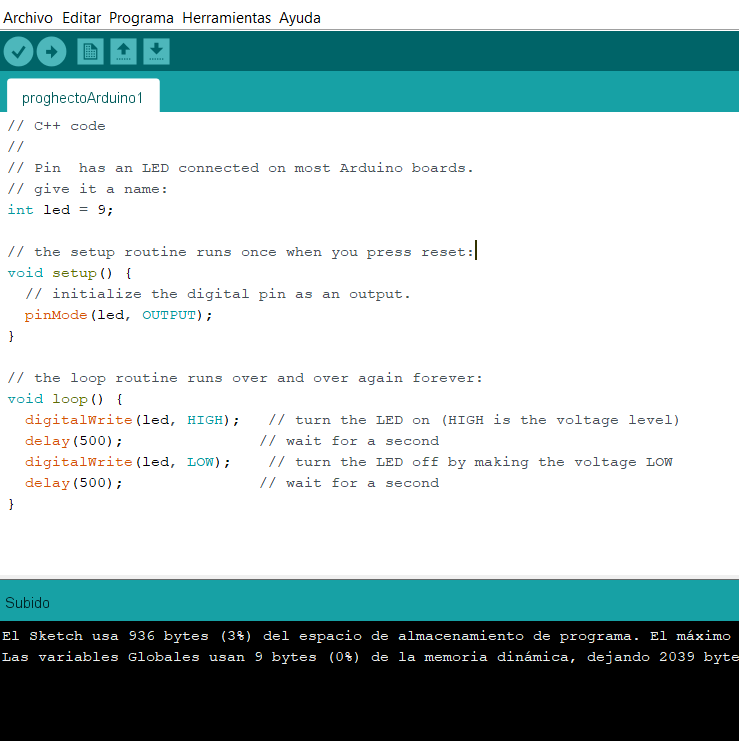 Archivo Editar Programa Herramientas Ayuda
proghectoArduino1
// C++ code
//
// Pin  has an LED connected on most Arduino boards.
// give it a name:
int led = 9;
// the setup routine runs once when you press reset:
void setup() {
  // initialize the digital pin as an output.
  pinMode(led, OUTPUT);
}
// the loop routine runs over and over again forever:
void loop() {
  digitalWrite(led, HIGH);   // turn the LED on (HIGH is the voltage level)
  delay(500);               // wait for a second
  digitalWrite(led, LOW);    // turn the LED off by making the voltage LOW
  delay(500);               // wait for a second
}
Subido
El Sketch usa 936 bytes (3%) del espacio de almacenamiento de programa. El máximo
Las variables Globales usan 9 bytes (0%) de la memoria dinámica, dejando 2039 byte